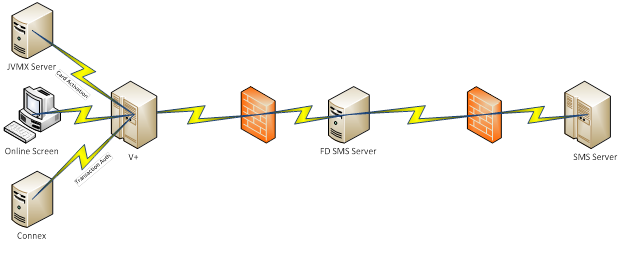 JVMX Server
Card Activation
Online Screen
V+
FD SMS Server
SMS Server
Transaction Auth
Connex